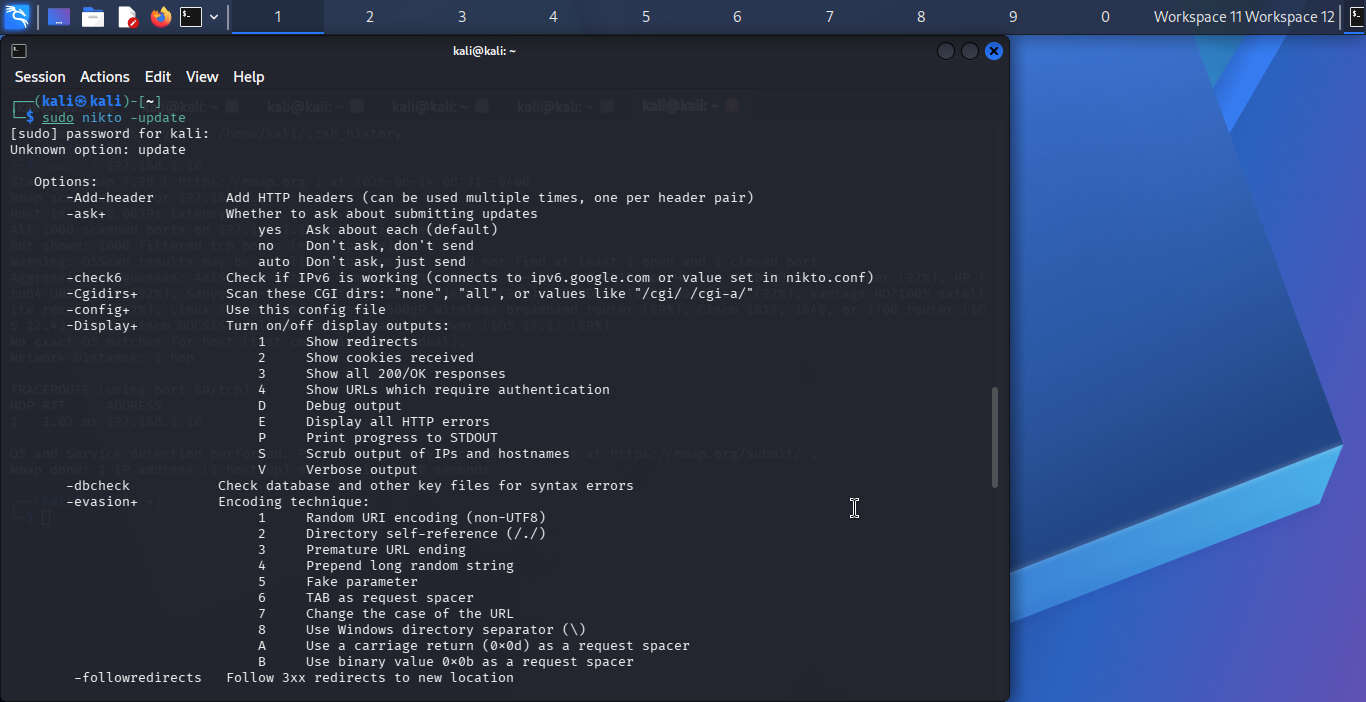 1 2 3 4 5 6 7 8 9 0 Workspace 11 Workspace 12
kali@kali: ~
Session Actions Edit View Help
┌──(kali㉿kali)-[~]
└─$ sudo nikto -update
[sudo] password for kali:
Unknown option: update
Options:
-Add-header Add HTTP headers (can be used multiple times, one per header pair)
-ask+ Whether to ask about submitting updates
yes Ask about each (default)
no Don't ask, don't send
auto Don't ask, just send
-check6 Check if IPv6 is working (connects to ipv6.google.com or value set in nikto.conf)
-Cgidirs+ Scan these CGI dirs: "none", "all", or values like "/cgi/ /cgi-a/"
-config+ Use this config file
-Display+ Turn on/off display outputs:
1 Show redirects
2 Show cookies received
3 Show all 200/OK responses
4 Show URLs which require authentication
D Debug output
E Display all HTTP errors
P Print progress to STDOUT
S Scrub output of IPs and hostnames
V Verbose output
-dbcheck Check database and other key files for syntax errors
-evasion+ Encoding technique:
1 Random URI encoding (non-UTF8)
2 Directory self-reference (/./)
3 Premature URL ending
4 Prepend long random string
5 Fake parameter
6 TAB as request spacer
7 Change the case of the URL
8 Use Windows directory separator (\)
A Use a carriage return (0×0d) as a request spacer
B Use binary value 0×0b as a request spacer
-followredirects Follow 3xx redirects to new location